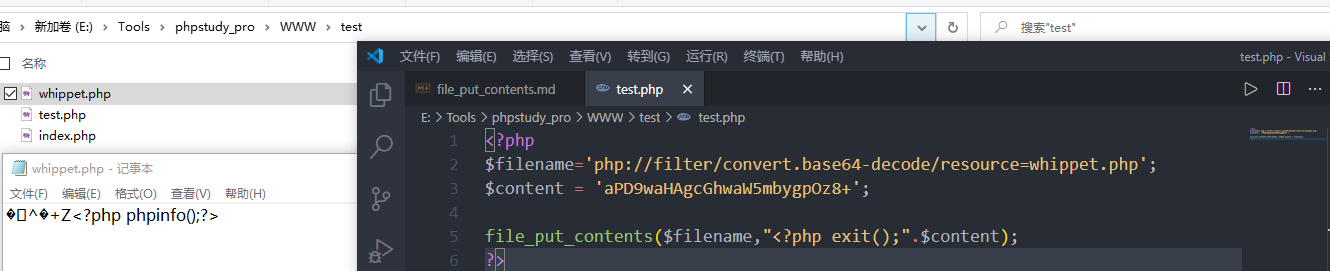 脑 > 新加卷 (E:) > Tools > phpstudy_pro > WWW > test
搜索"test"
名称
whippet.php
test.php
index.php
whippet.php - 记事本
文件(F) 编辑(E) 格式(O) 查看(V) 帮助(H)
�^�+Z<?php phpinfo();?>
文件(F) 编辑(E) 选择(S) 查看(V) 转到(G) 运行(R) 终端(T) 帮助(H)
test.php - Visual
file_put_contents.md
test.php
E: > Tools > phpstudy_pro > WWW > test > test.php
1 <?php
2 $filename='php://filter/convert.base64-decode/resource=whippet.php';
3 $content = 'aPD9waHAgcGhwaW5mbygpOz8+';
4
5 file_put_contents($filename,"<?php exit();".$content);
6 ?>